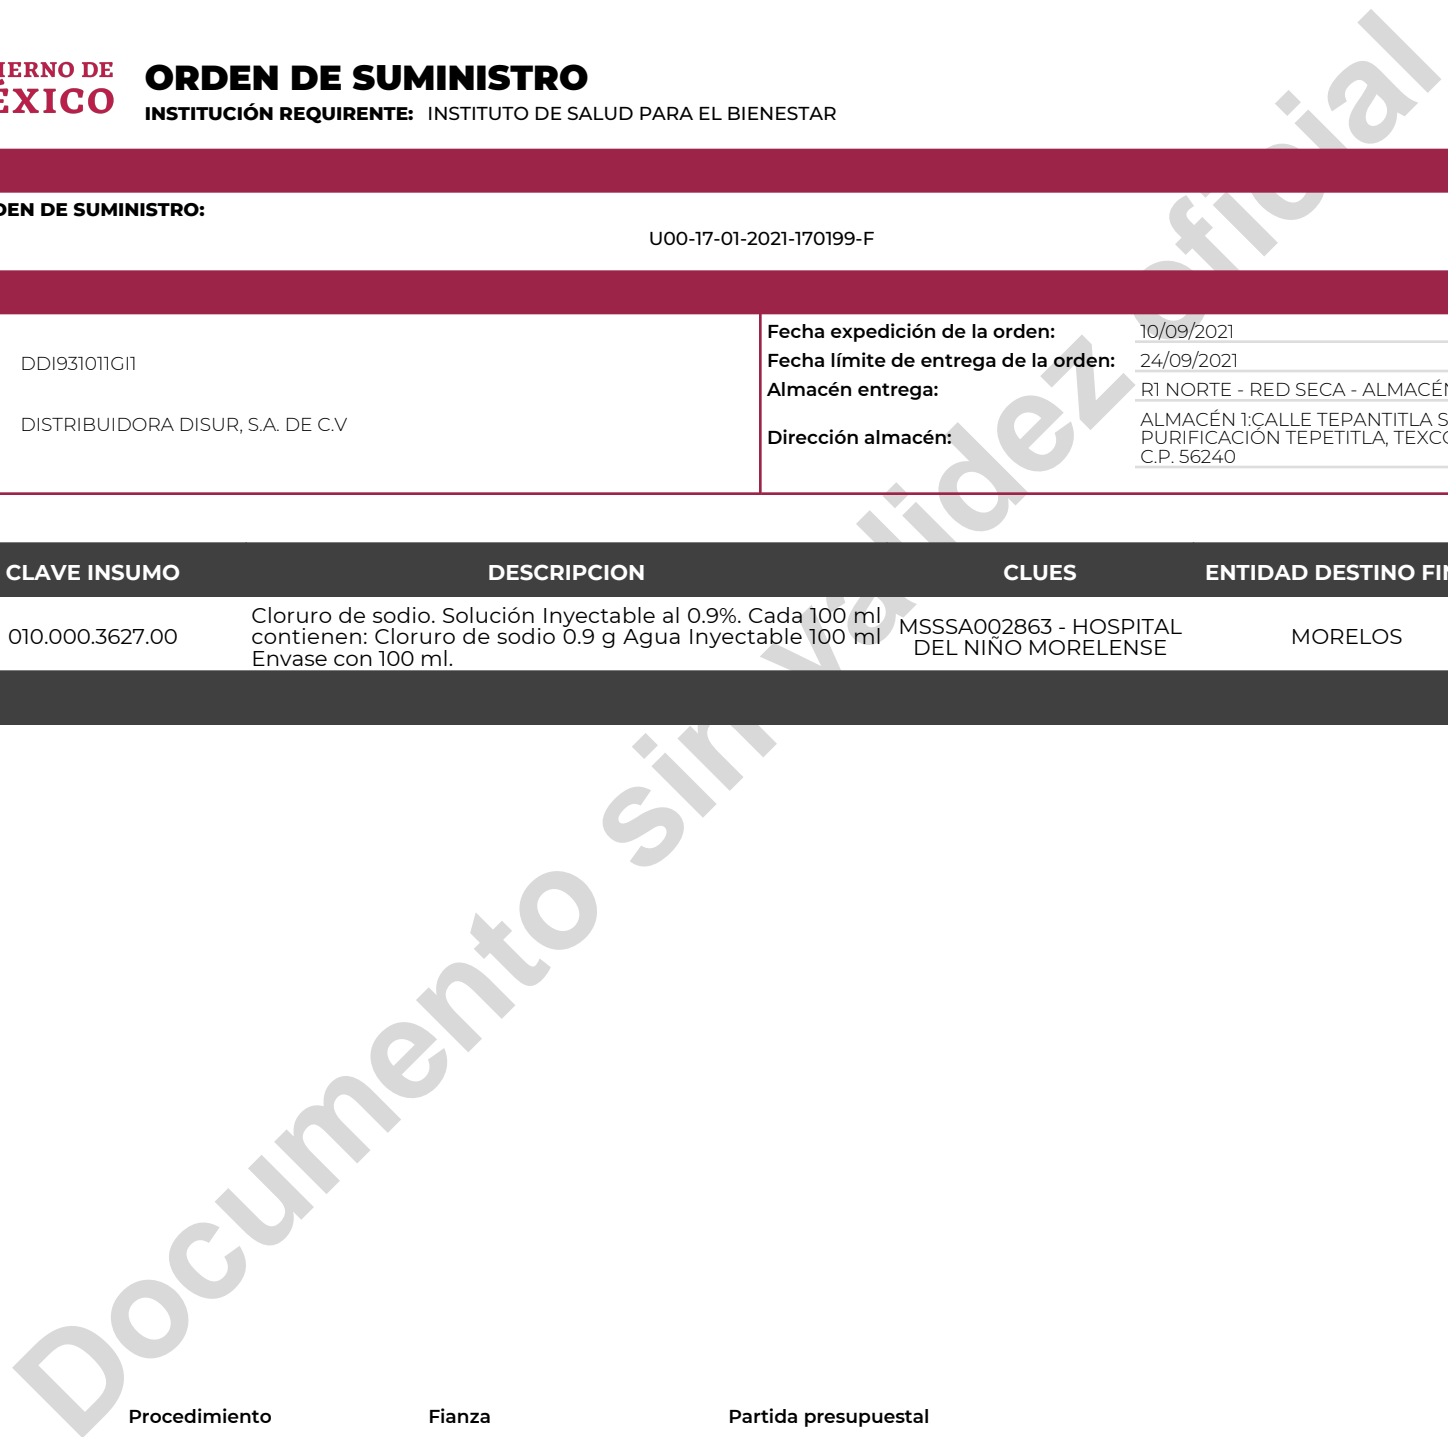 IERNO DE
ÉXICO
ORDEN DE SUMINISTRO
INSTITUCIÓN REQUIRENTE: INSTITUTO DE SALUD PARA EL BIENESTAR
DEN DE SUMINISTRO:
U00-17-01-2021-170199-F
DDI931011GI1
DISTRIBUIDORA DISUR, S.A. DE C.V
Fecha expedición de la orden: 10/09/2021
Fecha límite de entrega de la orden: 24/09/2021
Almacén entrega: R1 NORTE - RED SECA - ALMACÉN
Dirección almacén: ALMACÉN 1:CALLE TEPANTITLA S
PURIFICACIÓN TEPETITLA, TEXCO
C.P. 56240
CLAVE INSUMO DESCRIPCION CLUES ENTIDAD DESTINO FIN
010.000.3627.00
Cloruro de sodio. Solución Inyectable al 0.9%. Cada 100 ml
contienen: Cloruro de sodio 0.9 g Agua Inyectable 100 ml
Envase con 100 ml.
MSSSA002863 - HOSPITAL
DEL NIÑO MORELENSE
MORELOS
Documento sin validez oficial
Procedimiento Fianza Partida presupuestal